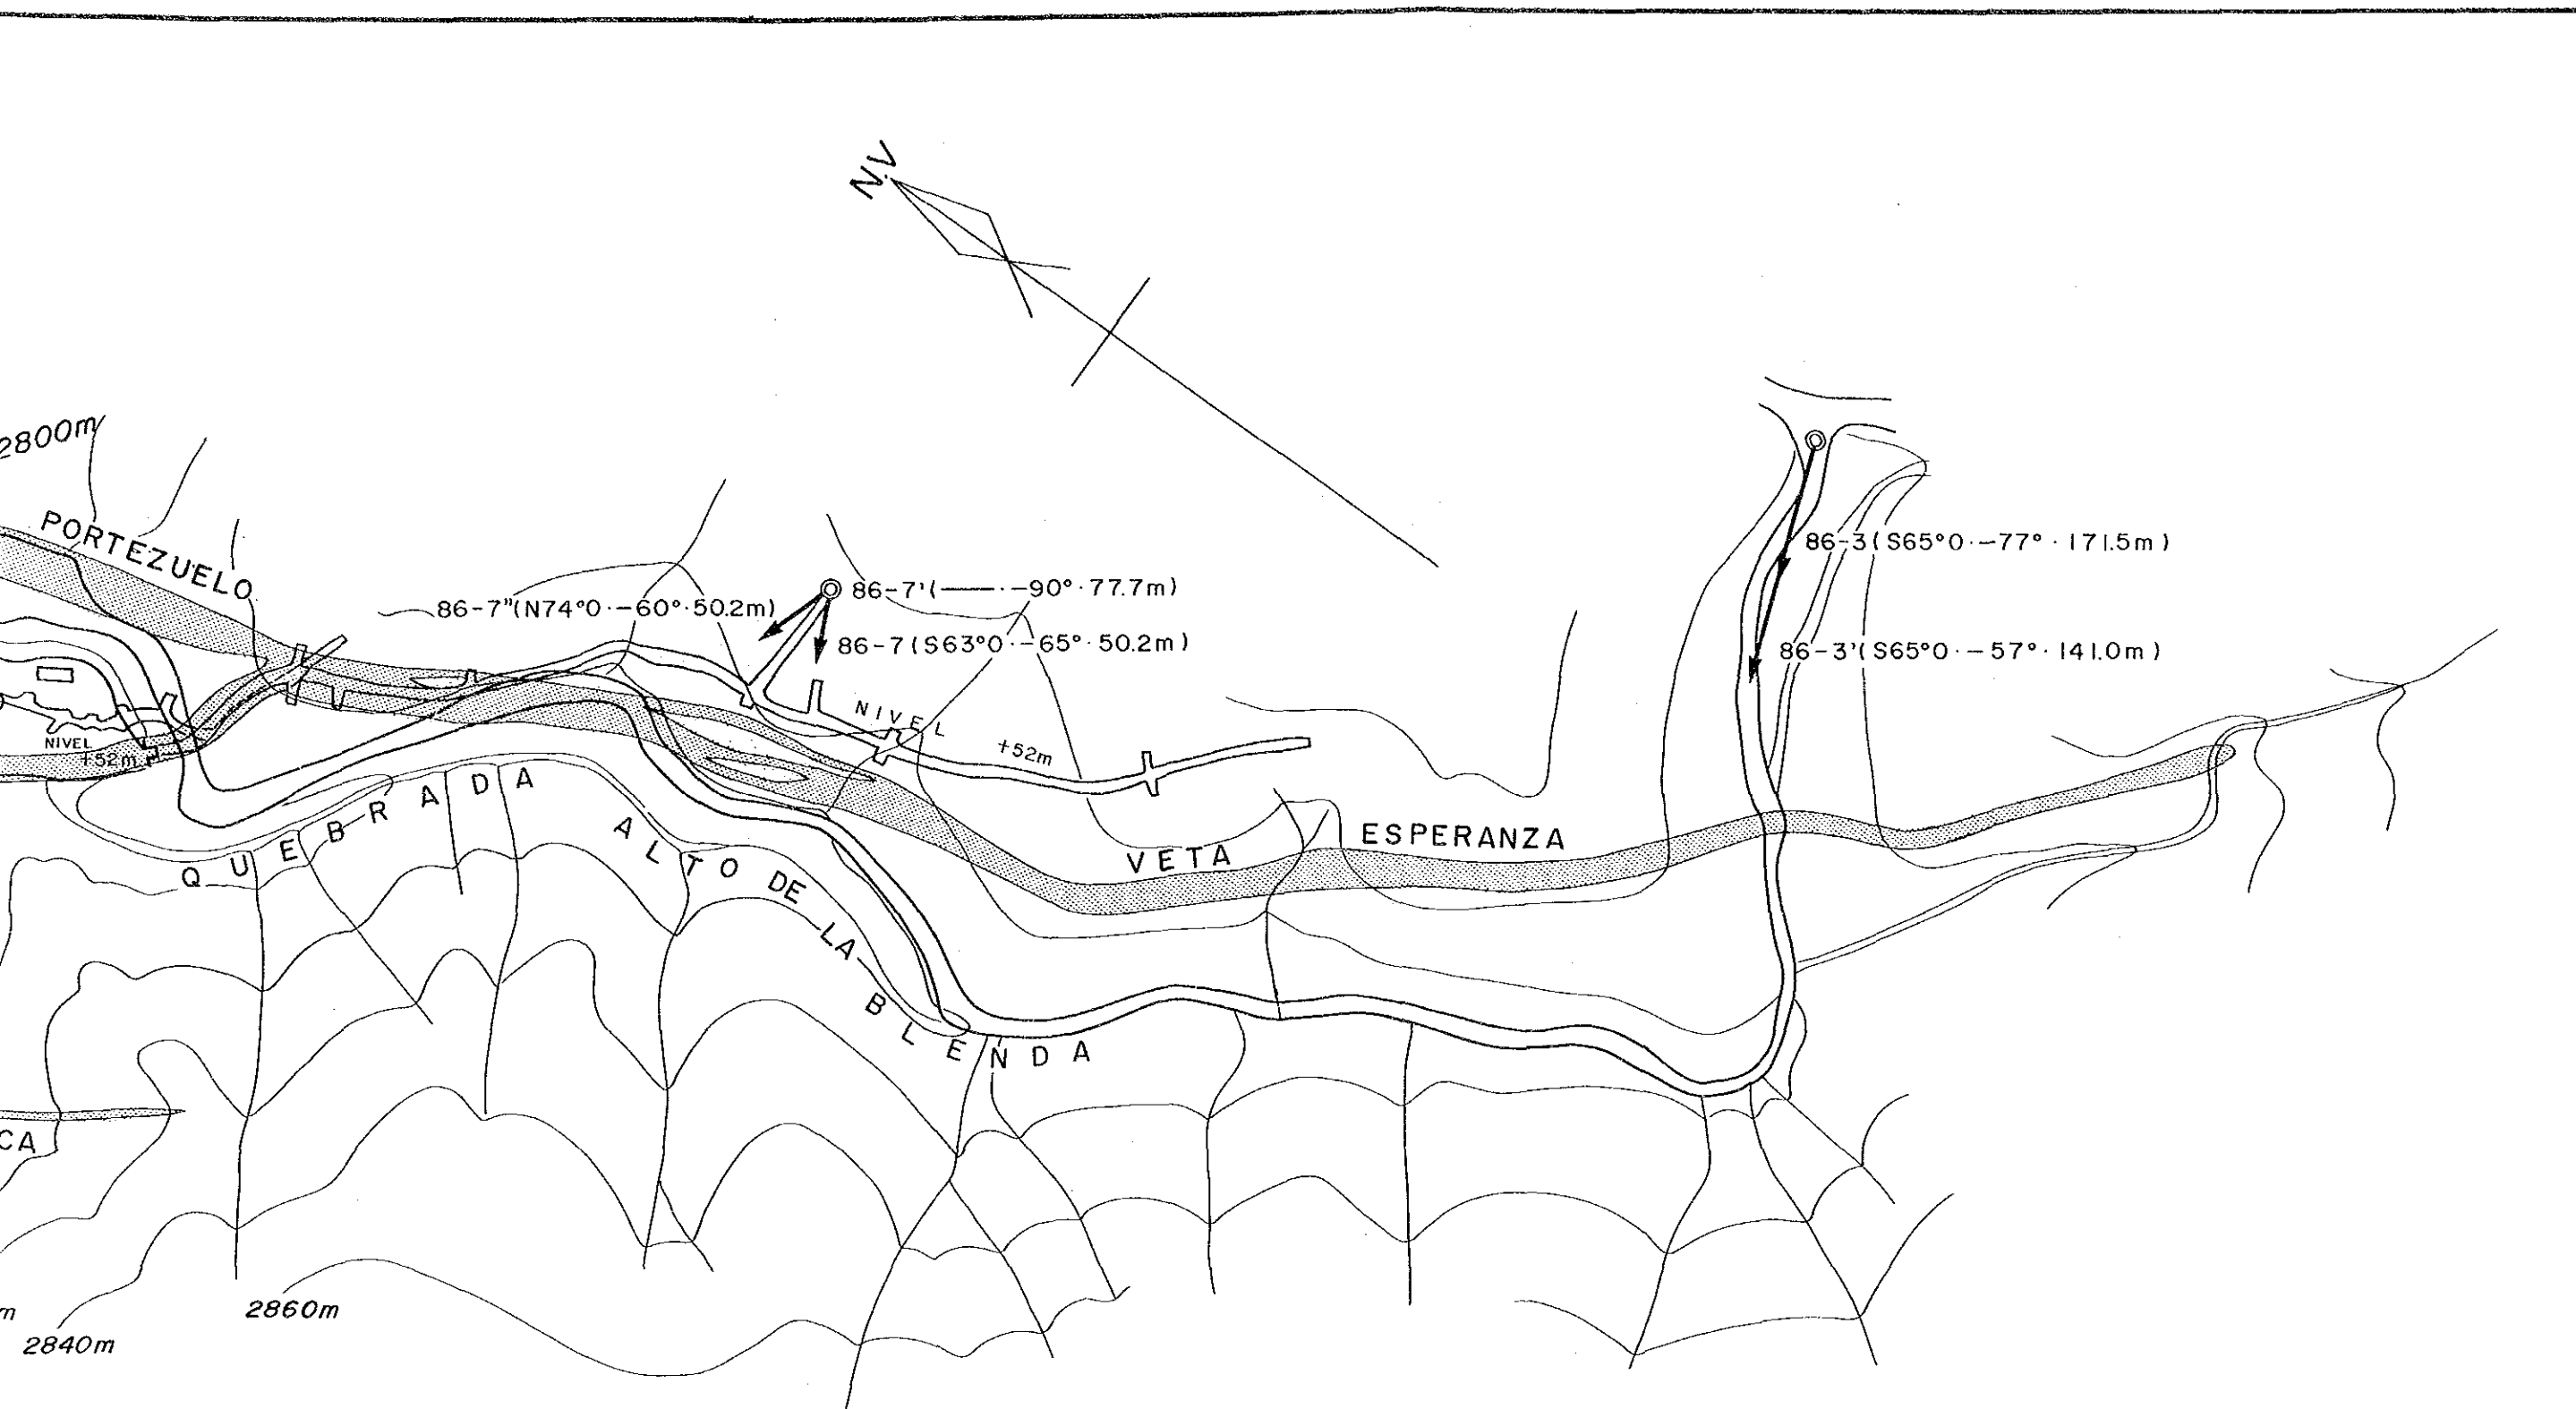 N.V
2800m
PORTEZUELO
86-7'(——·−90°·77.7m)
86-7"(N74°O·−60°·50.2m)
86-7(S63°O·−65°·50.2m)
86-3(S65°O·−77°·171.5m)
86-3'(S65°O·−57°·141.0m)
NIVEL
+52m
NIVEL
+52m
VETA ESPERANZA
QUEBRADA ALTO DE LA BLENDA
CA
2860m
m
2840m